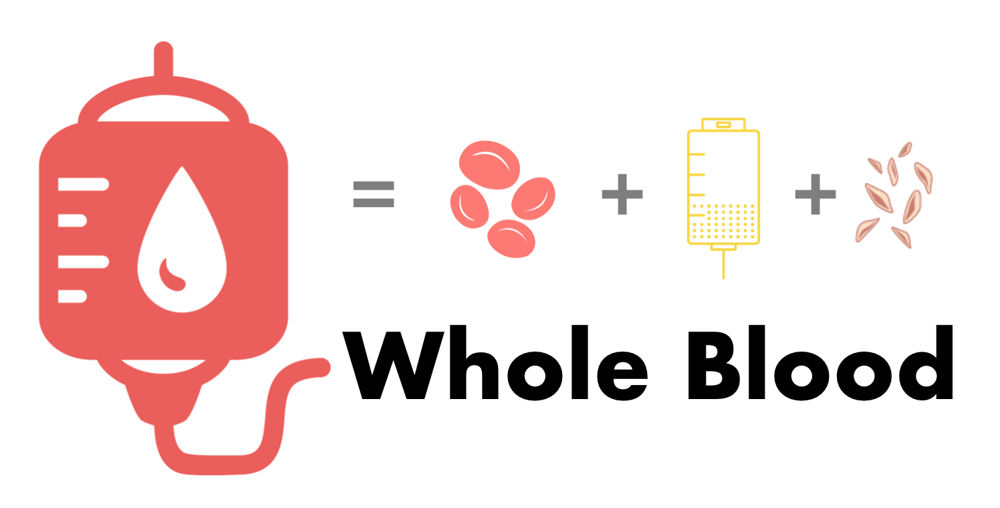 = + +
Whole Blood